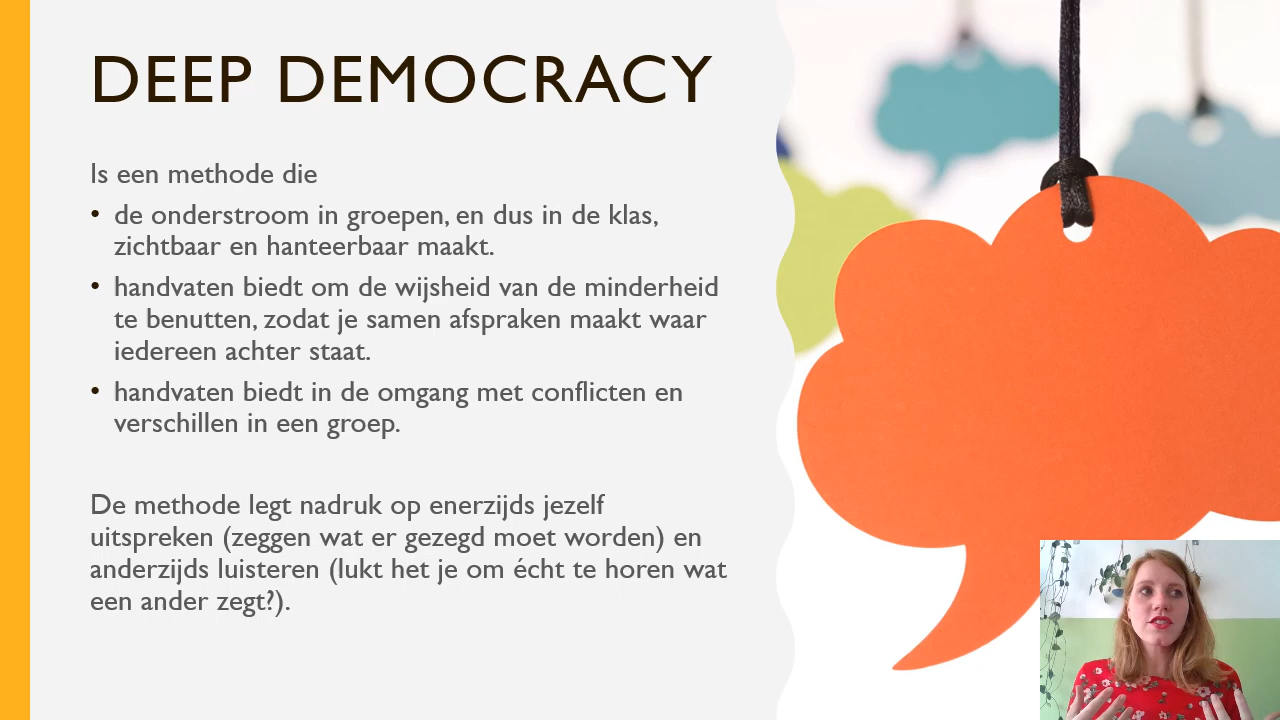 DEEP DEMOCRACY
Is een methode die
• de onderstroom in groepen, en dus in de klas,
zichtbaar en hanteerbaar maakt.
• handvaten biedt om de wijsheid van de minderheid
te benutten, zodat je samen afspraken maakt waar
iedereen achter staat.
• handvaten biedt in de omgang met conflicten en
verschillen in een groep.
De methode legt nadruk op enerzijds jezelf
uitspreken (zeggen wat er gezegd moet worden) en
anderzijds luisteren (lukt het je om écht te horen wat
een ander zegt?).